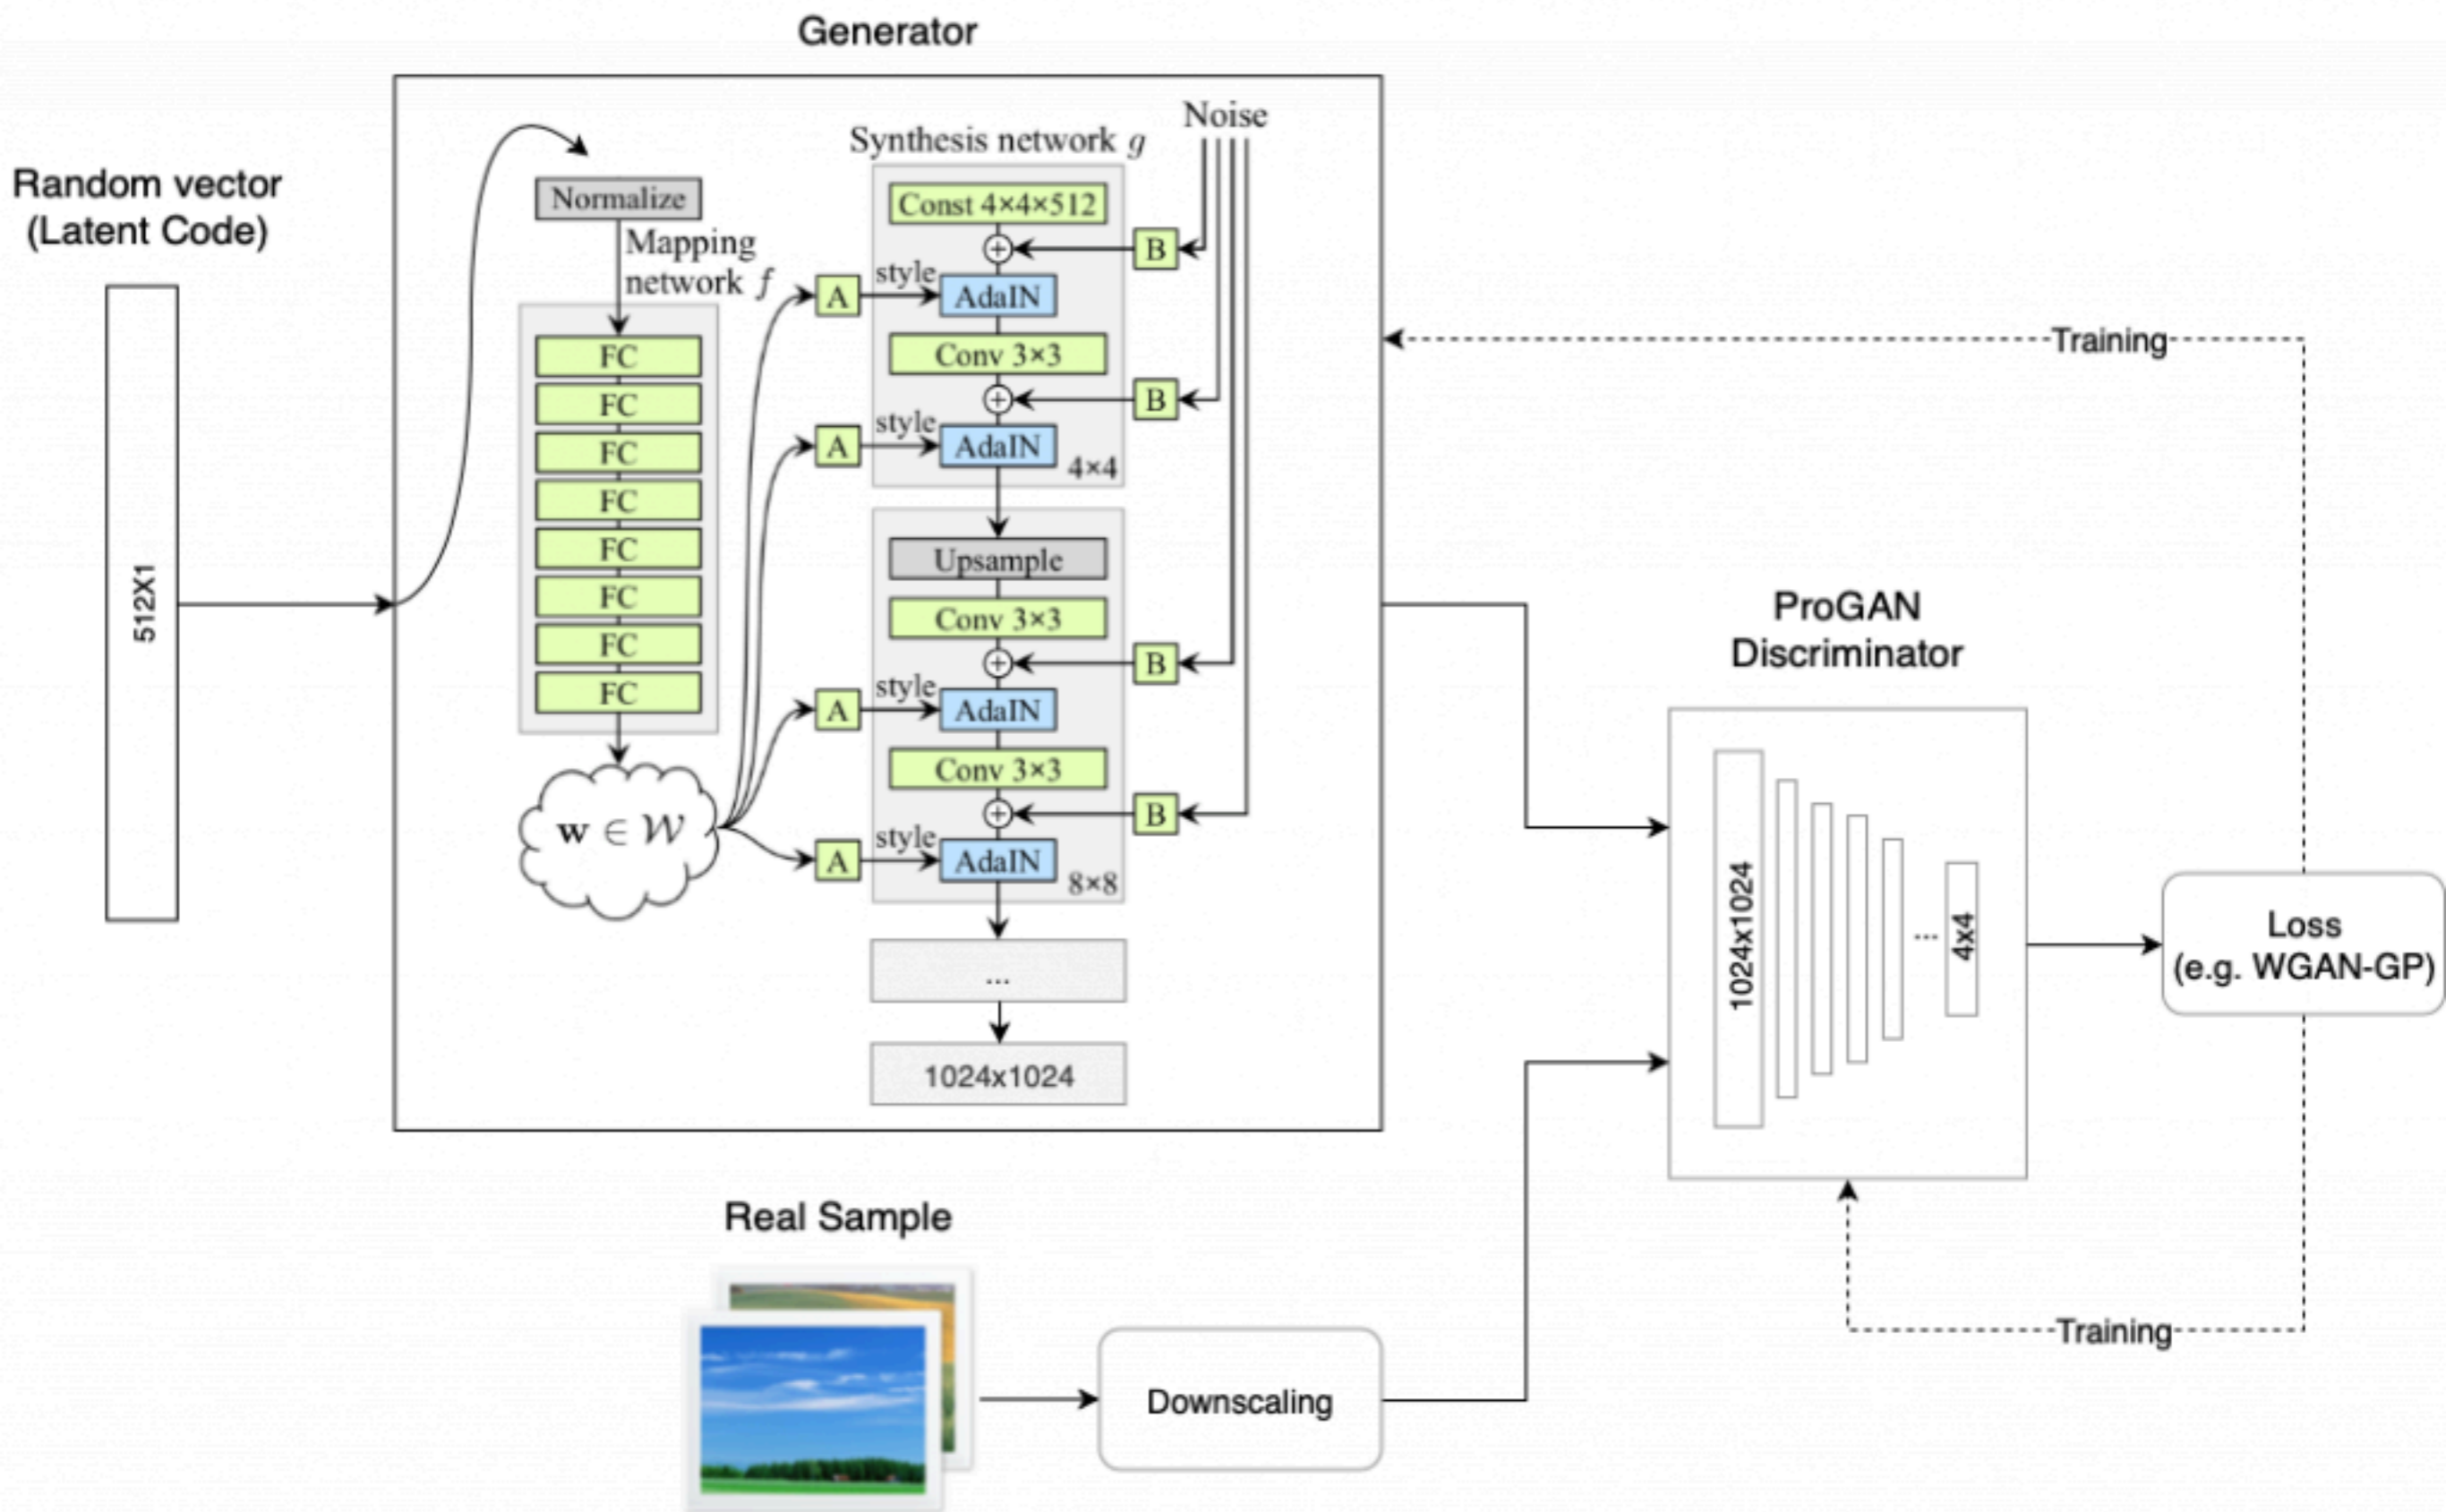 Generator
Random vector
(Latent Code)
512X1
Normalize
Mapping
network f
FC
FC
FC
FC
FC
FC
FC
FC
w ∈ 𝒲
Synthesis network g
Noise
Const 4×4×512
B
A
style
AdaIN
Conv 3×3
B
A
style
AdaIN
4×4
Upsample
Conv 3×3
B
A
style
AdaIN
Conv 3×3
B
A
style
AdaIN
8×8
...
1024x1024
Training
ProGAN
Discriminator
1024x1024
...
4x4
Loss
(e.g. WGAN-GP)
Training
Real Sample
Downscaling